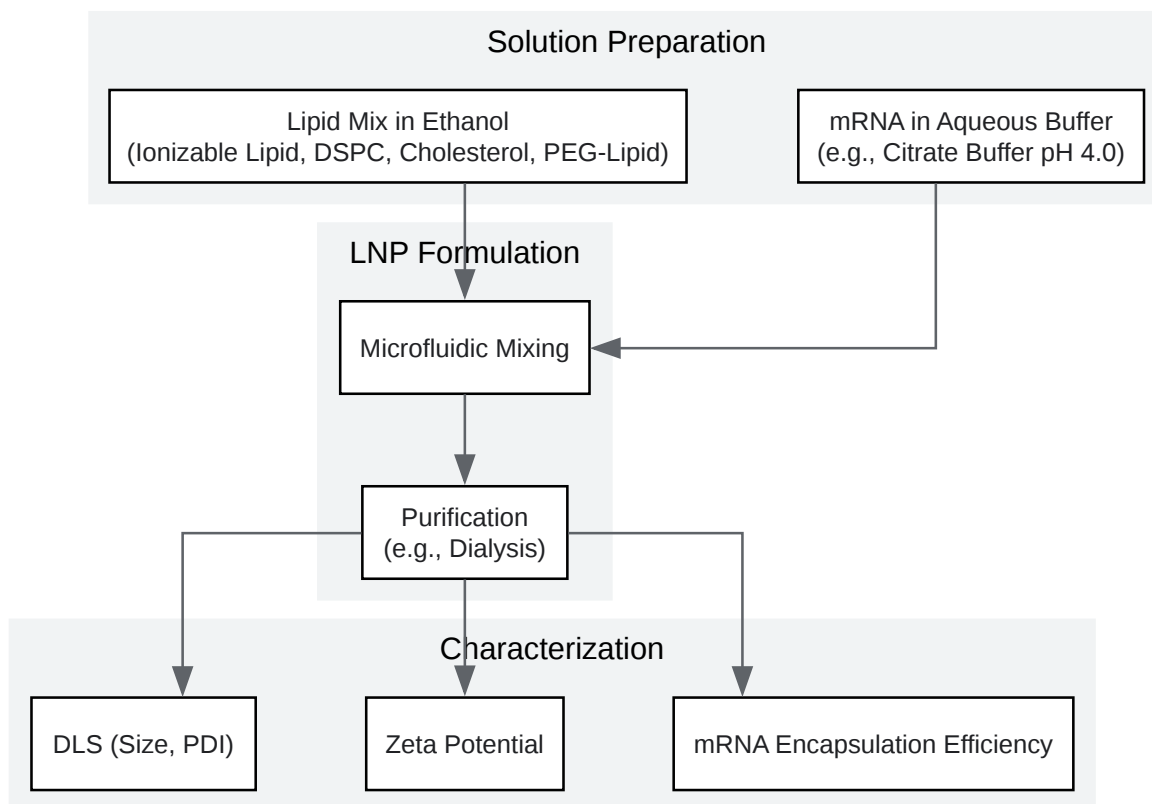 Solution Preparation
Lipid Mix in Ethanol
(Ionizable Lipid, DSPC, Cholesterol, PEG-Lipid)
mRNA in Aqueous Buffer
(e.g., Citrate Buffer pH 4.0)
LNP Formulation
Microfluidic Mixing
Purification
(e.g., Dialysis)
Characterization
DLS (Size, PDI)
Zeta Potential
mRNA Encapsulation Efficiency